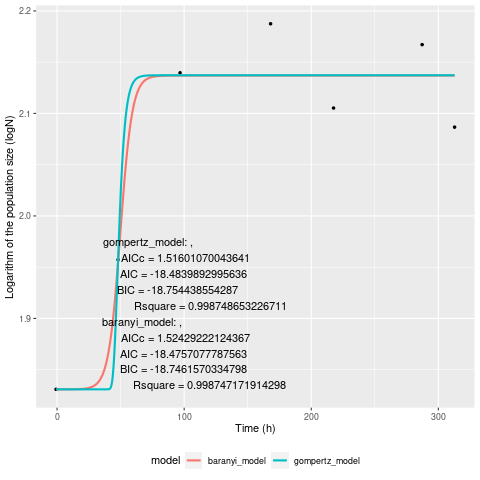 2.2
2.1
2.0
1.9
Logarithm of the population size (logN)
gompertz_model: ,
AICc = 1.51601070043641
AIC = -18.4839892995636
BIC = -18.754438554287
Rsquare = 0.998748653226711
baranyi_model: ,
AICc = 1.52429222124367
AIC = -18.4757077787563
BIC = -18.7461570334798
Rsquare = 0.998747171914298
0 100 200 300
Time (h)
model baranyi_model gompertz_model